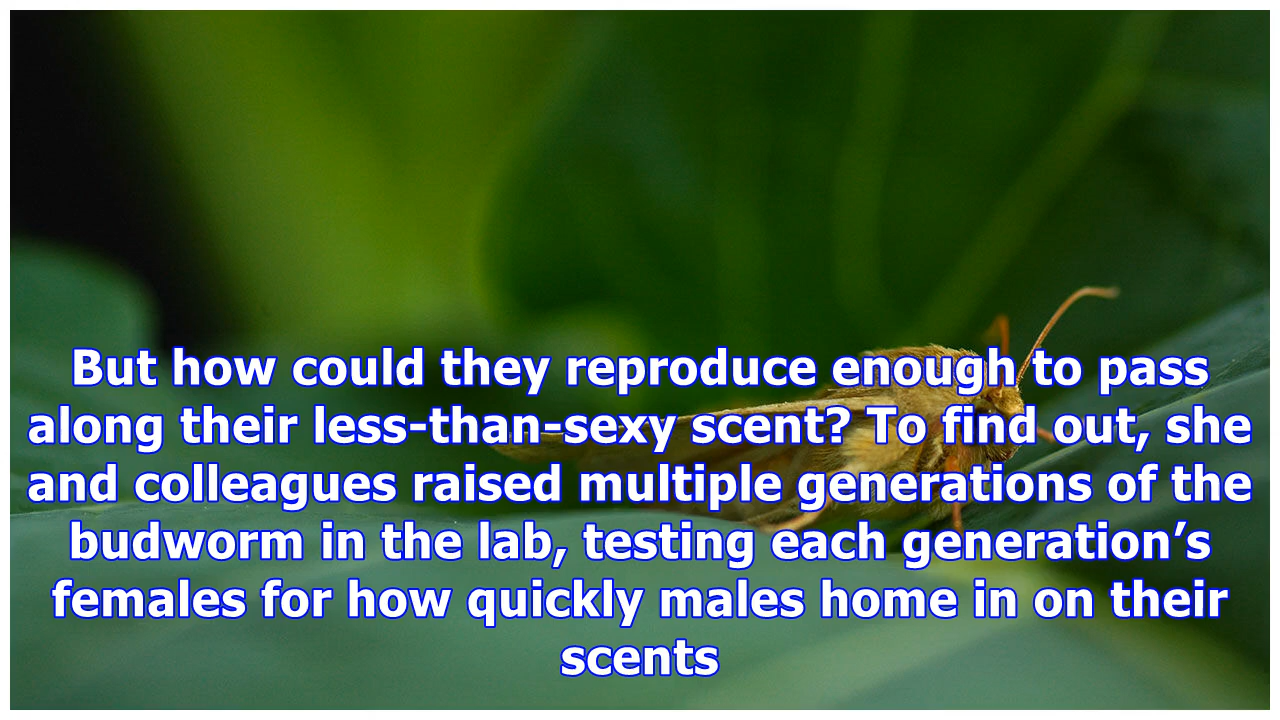 But how could they reproduce enough to pass
along their less-than-sexy scent? To find out, she
and colleagues raised multiple generations of the
budworm in the lab, testing each generation’s
females for how quickly males home in on their
scents